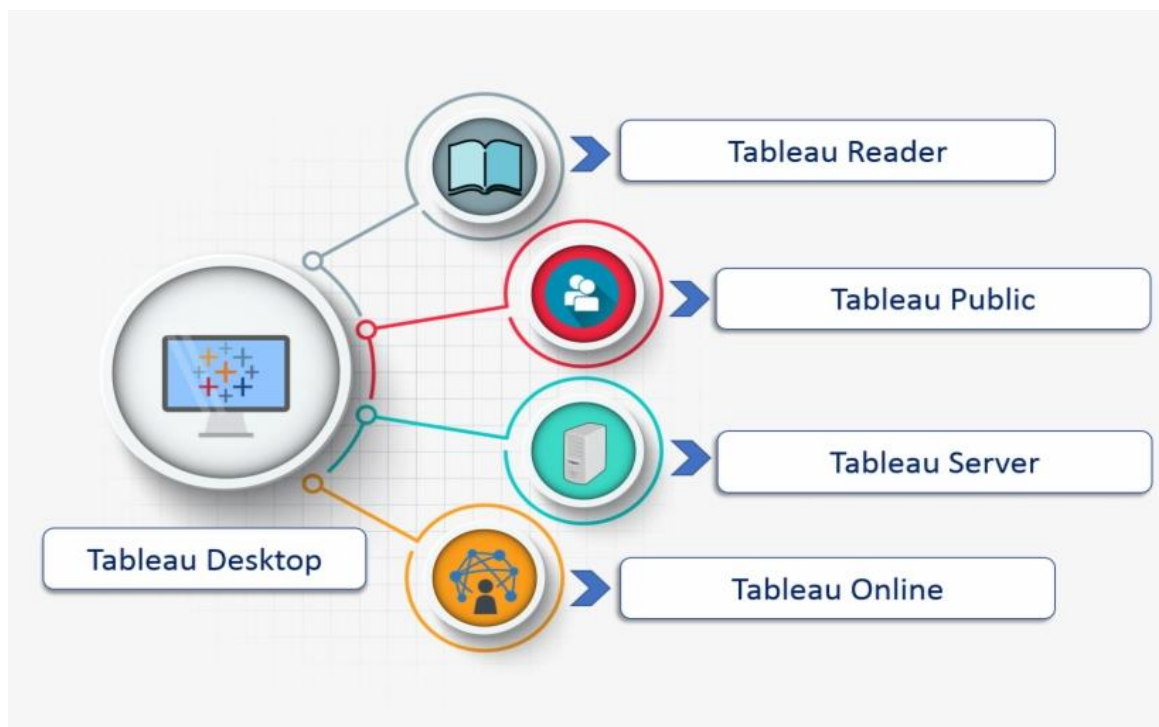 Tableau Reader
Tableau Public
Tableau Server
Tableau Desktop
Tableau Online